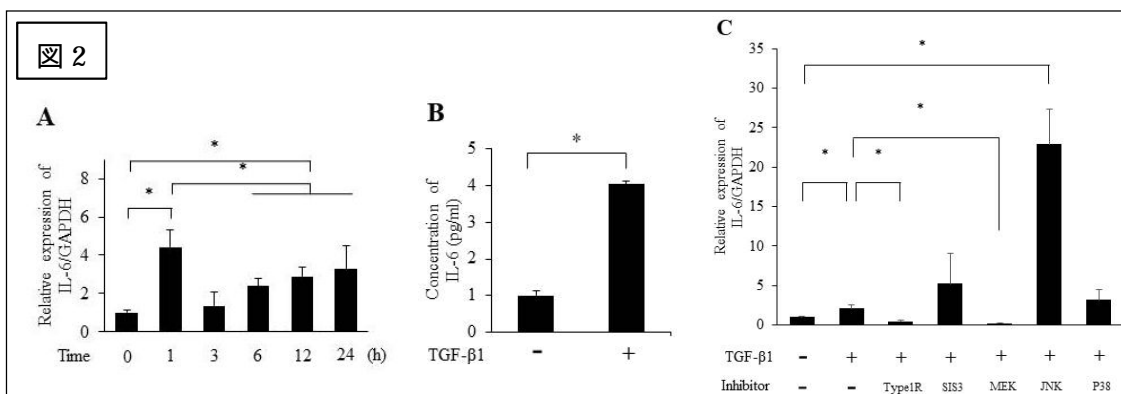 図 2
A
Relative expression of
IL-6/GAPDH
8
6
4
2
0
*
*
*
Time 0 1 3 6 12 24 (h)
B
Concentration of
IL-6 (pg/ml)
5
4
3
2
1
0
*
TGF-β1 - +
C
Relative expression of
IL-6/GAPDH
35
30
25
20
15
10
5
0
*
*
*
*
TGF-β1 - + + + + + +
Inhibitor - - Type1R SIS3 MEK JNK P38